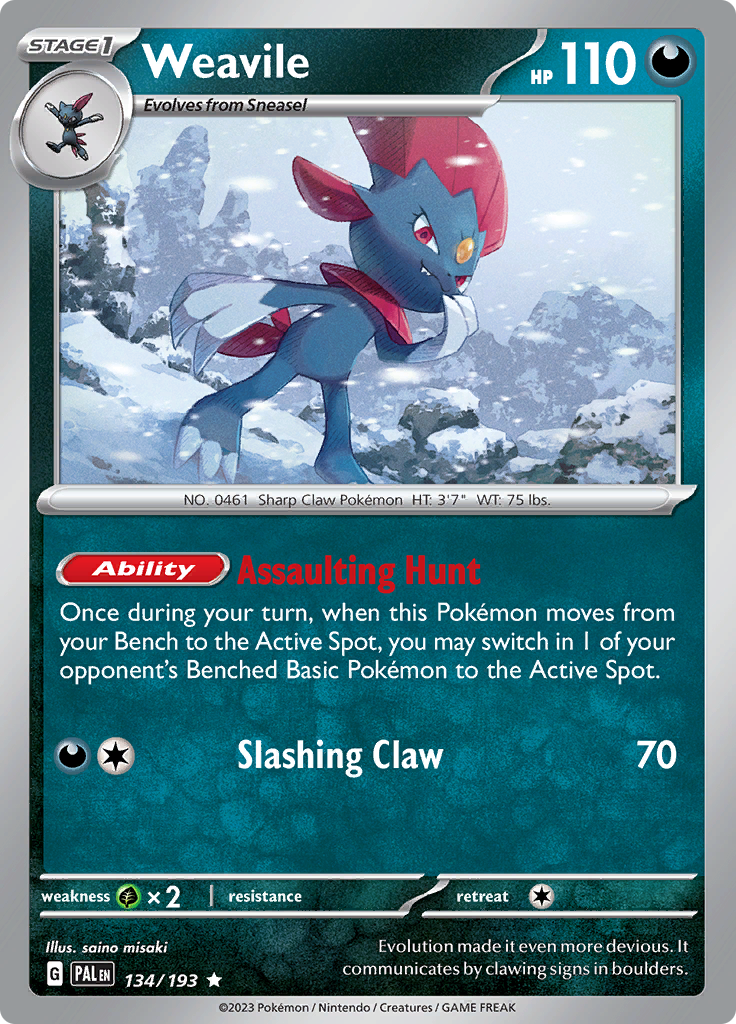 STAGE1
Weavile
HP 110
Evolves from Sneasel
NO. 0461 Sharp Claw Pokémon HT: 3'7" WT: 75 lbs.
Ability Assaulting Hunt
Once during your turn, when this Pokémon moves from
your Bench to the Active Spot, you may switch in 1 of your
opponent's Benched Basic Pokémon to the Active Spot.
Slashing Claw 70
weakness ×2 resistance retreat
Illus. saino misaki
G PAL EN 134/193
Evolution made it even more devious. It
communicates by clawing signs in boulders.
©2023 Pokémon / Nintendo / Creatures / GAME FREAK